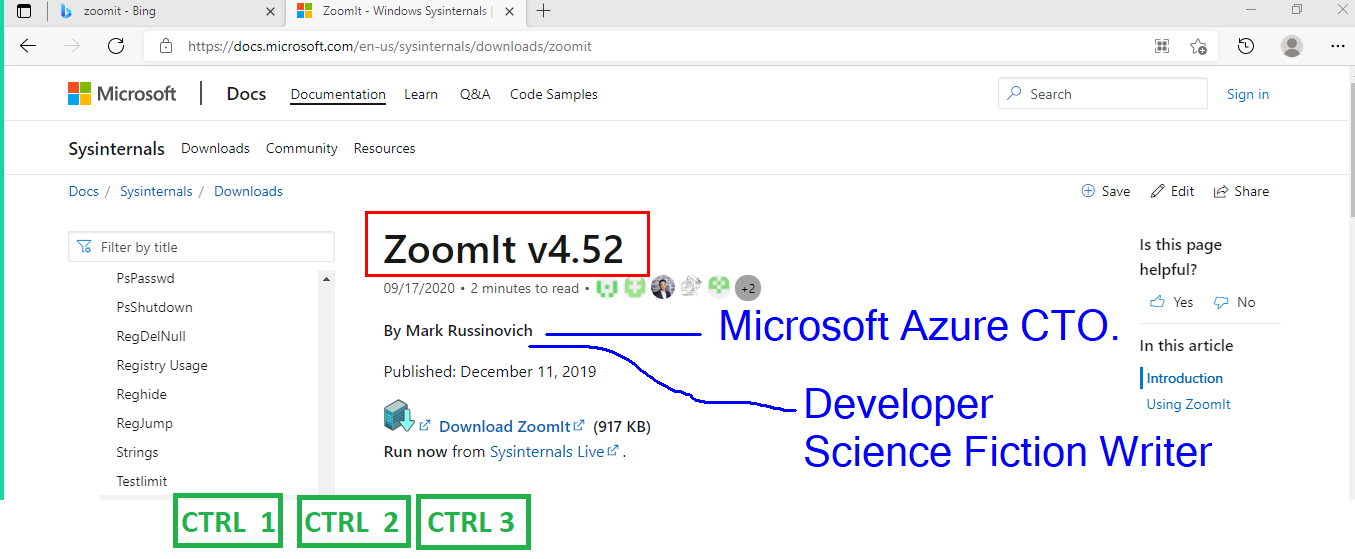 zoomit - Bing
ZoomIt - Windows Sysinternals |
https://docs.microsoft.com/en-us/sysinternals/downloads/zoomit
Microsoft Docs Documentation Learn Q&A Code Samples Search Sign in
Sysinternals Downloads Community Resources
Docs / Sysinternals / Downloads
Save Edit Share
Filter by title
PsPasswd
PsShutdown
RegDelNull
Registry Usage
Reghide
RegJump
Strings
Testlimit
ZoomIt v4.52
09/17/2020 • 2 minutes to read • +2
By Mark Russinovich
Microsoft Azure CTO.
Published: December 11, 2019
Developer
Science Fiction Writer
Download ZoomIt (917 KB)
Run now from Sysinternals Live .
Is this page
helpful?
Yes No
In this article
Introduction
Using ZoomIt
CTRL 1 CTRL 2 CTRL 3